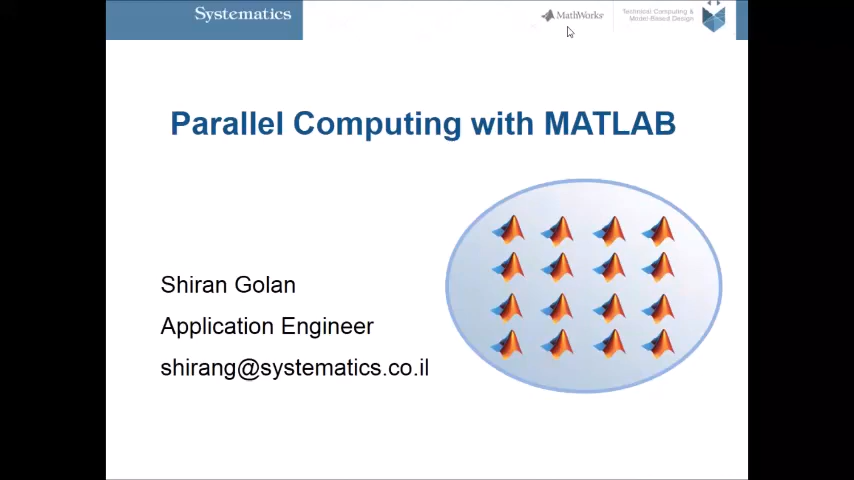 Systematics
MathWorks
Technical Computing &
Model-Based Design
Parallel Computing with MATLAB
Shiran Golan
Application Engineer
shirang@systematics.co.il